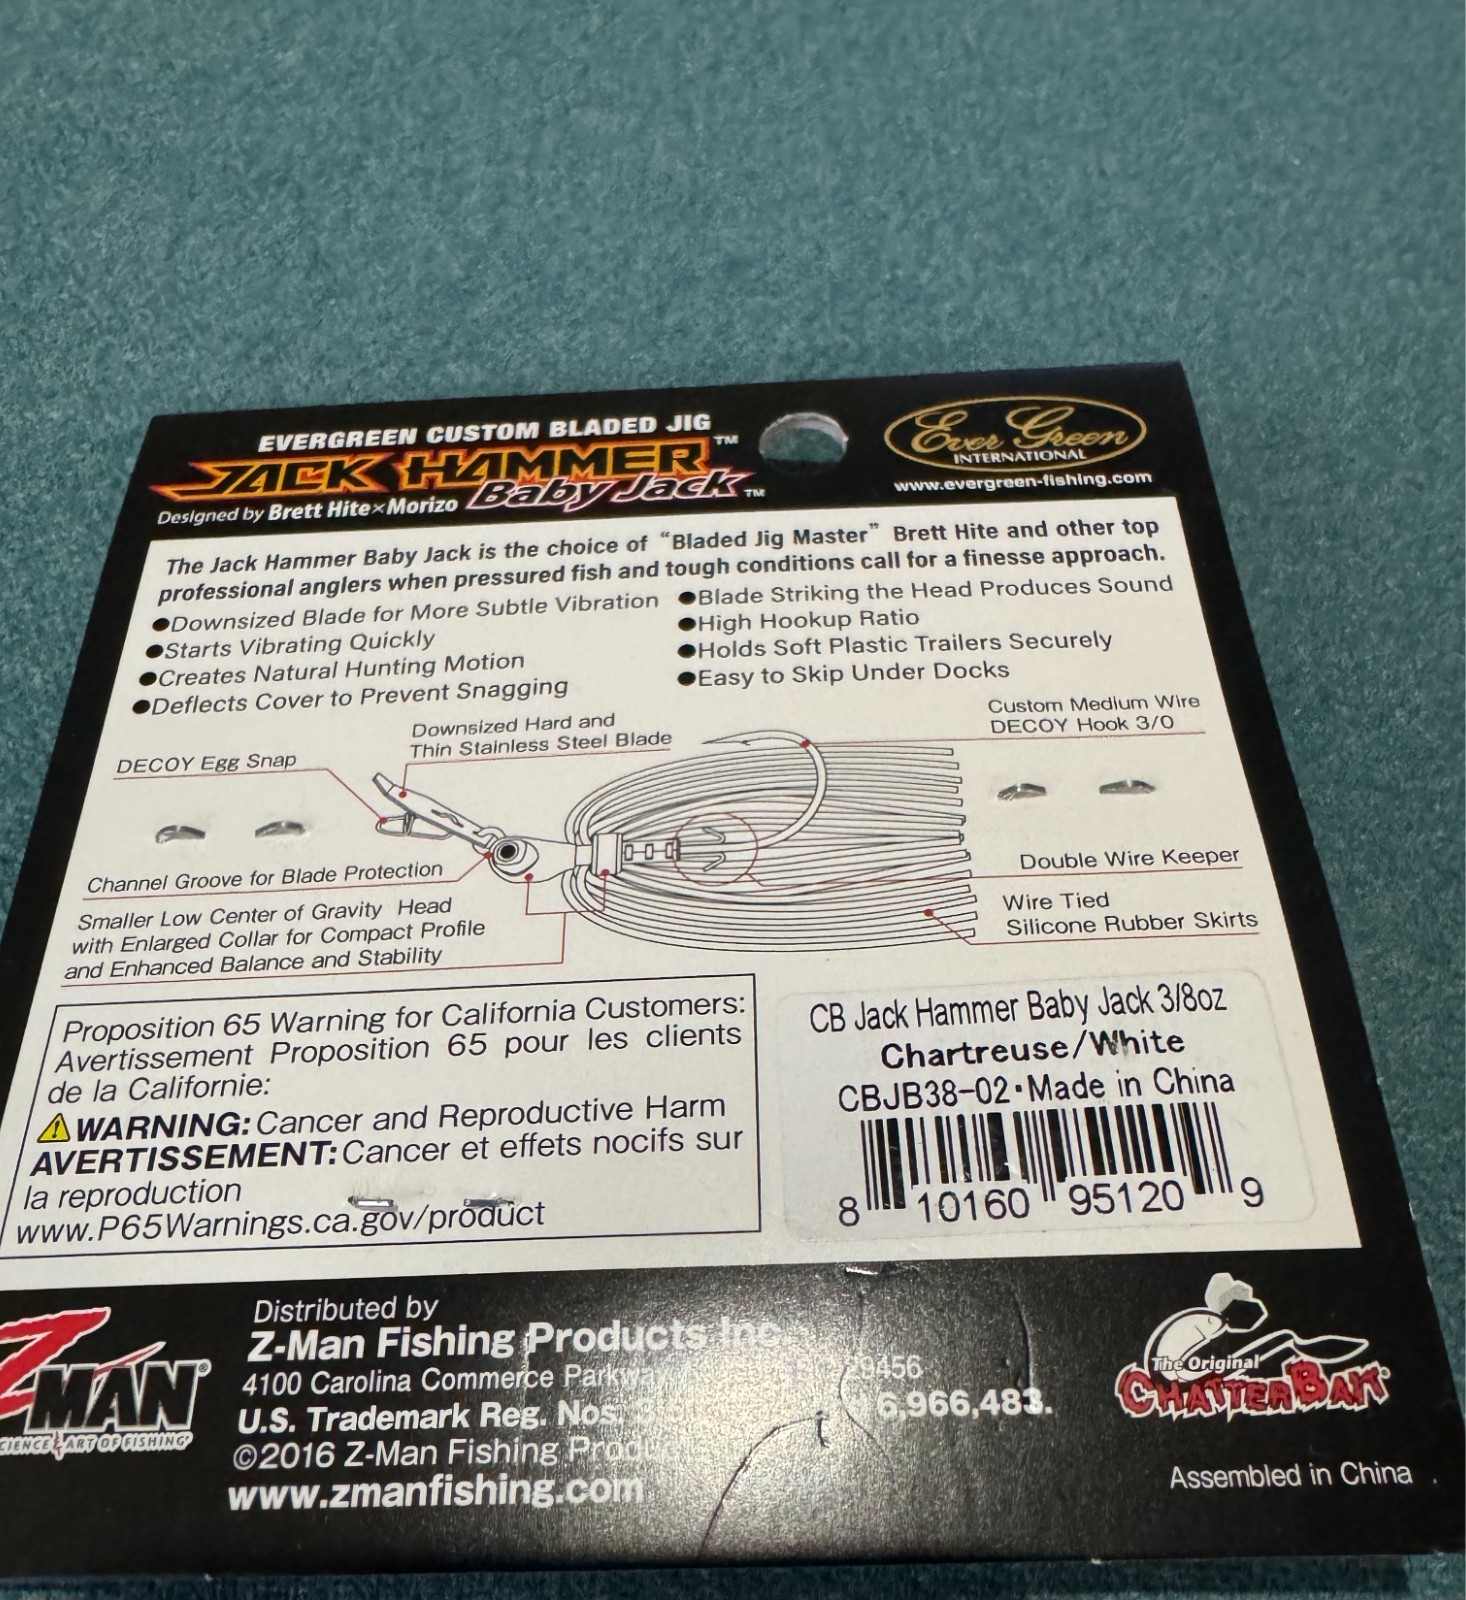 EVERGREEN CUSTOM BLADED JIG
JACK HAMMER™
Baby Jack™
Designed by Brett Hite×Morizo
Ever Green
INTERNATIONAL
www.evergreen-fishing.com
The Jack Hammer Baby Jack is the choice of “Bladed Jig Master” Brett Hite and other top
professional anglers when pressured fish and tough conditions call for a finesse approach.
●Downsized Blade for More Subtle Vibration
●Starts Vibrating Quickly
●Creates Natural Hunting Motion
●Deflects Cover to Prevent Snagging
●Blade Striking the Head Produces Sound
●High Hookup Ratio
●Holds Soft Plastic Trailers Securely
●Easy to Skip Under Docks
DECOY Egg Snap
Downsized Hard and
Thin Stainless Steel Blade
Custom Medium Wire
DECOY Hook 3/0
Channel Groove for Blade Protection
Smaller Low Center of Gravity Head
with Enlarged Collar for Compact Profile
and Enhanced Balance and Stability
Double Wire Keeper
Wire Tied
Silicone Rubber Skirts
Proposition 65 Warning for California Customers:
Avertissement Proposition 65 pour les clients
de la Californie:
⚠WARNING: Cancer and Reproductive Harm
AVERTISSEMENT: Cancer et effets nocifs sur
la reproduction
www.P65Warnings.ca.gov/product
CB Jack Hammer Baby Jack 3/8oz
Chartreuse/White
CBJB38-02・Made in China
8 10160 95120 9
Z-MAN®
SCIENCE & ART OF FISHING
Distributed by
Z-Man Fishing Products Inc.
4100 Carolina Commerce Parkway 29456
U.S. Trademark Reg. Nos. 6,966,483.
©2016 Z-Man Fishing
www.zmanfishing.com
The Original
CHATTERBAIT®
Assembled in China